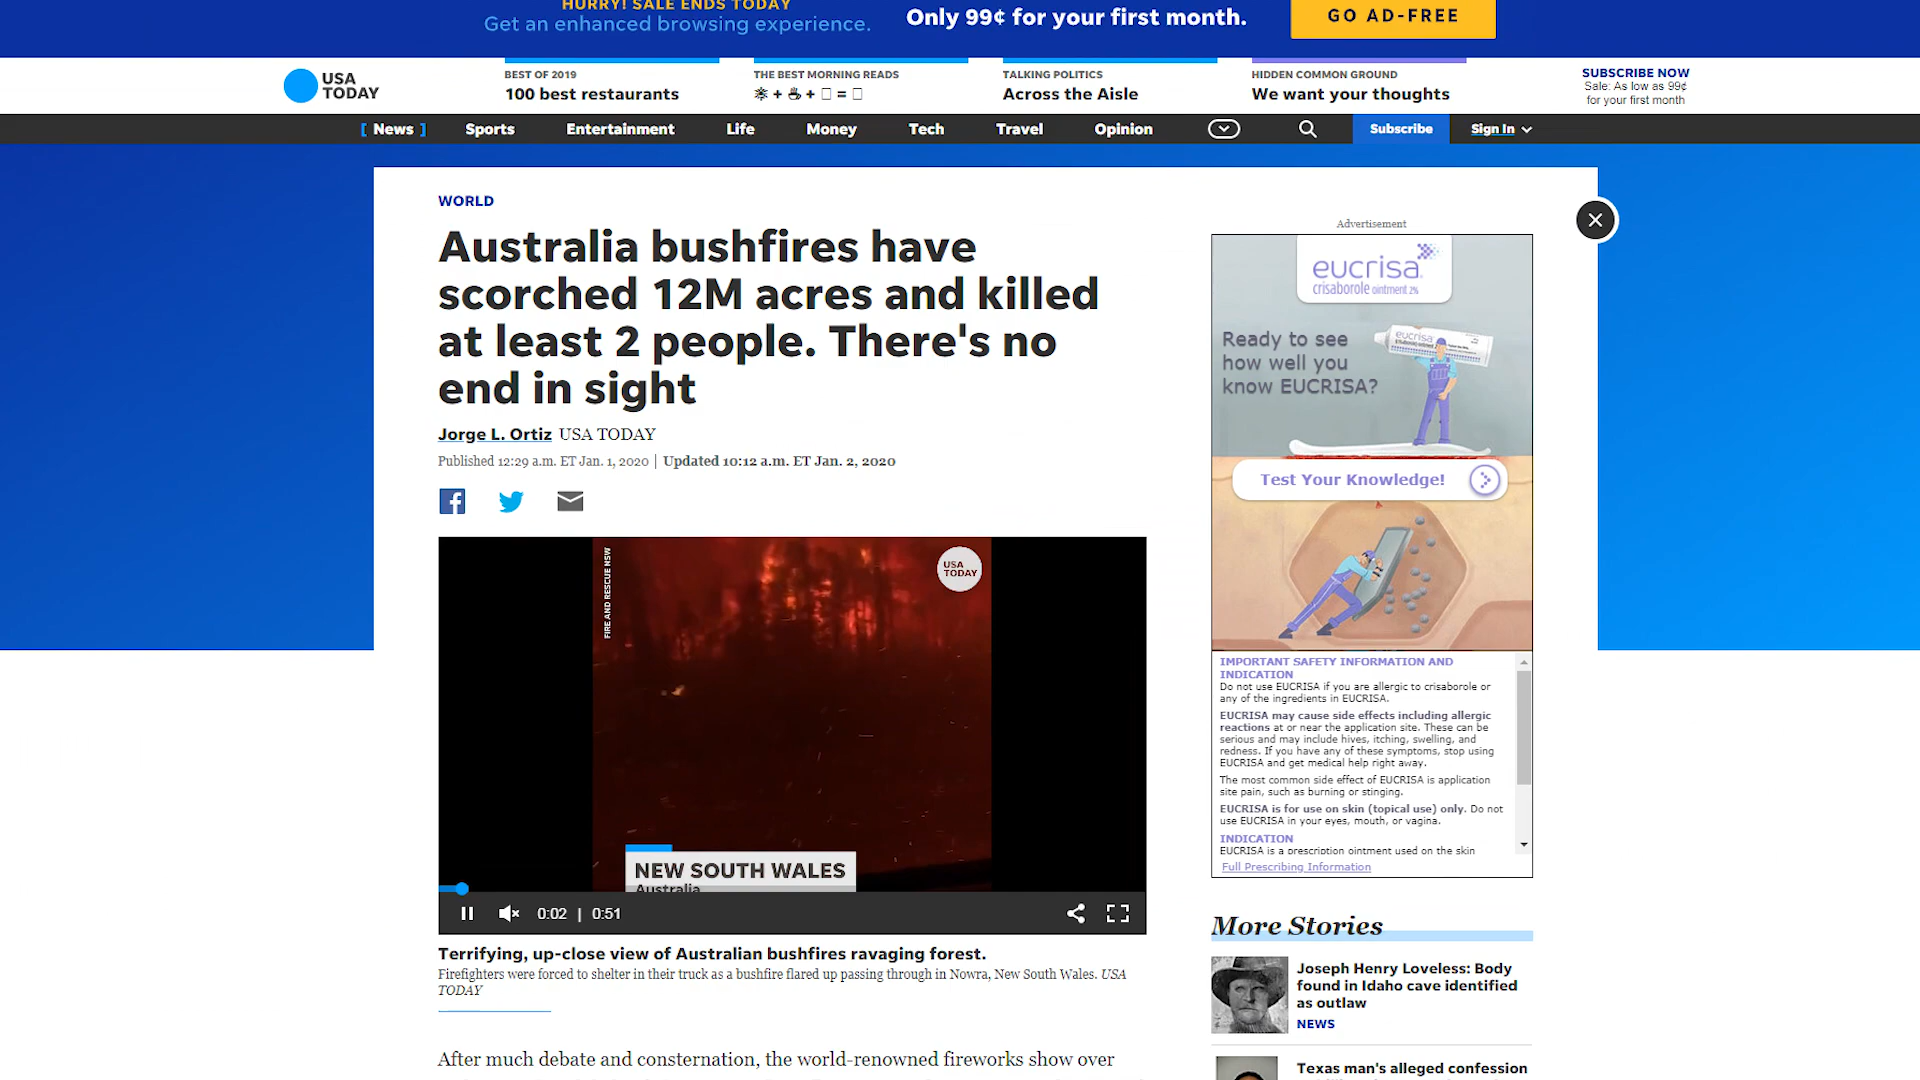 HURRY! SALE ENDS TODAY
Get an enhanced browsing experience.
Only 99¢ for your first month.
GO AD-FREE
USA
TODAY
BEST OF 2019
100 best restaurants
THE BEST MORNING READS
TALKING POLITICS
Across the Aisle
HIDDEN COMMON GROUND
We want your thoughts
SUBSCRIBE NOW
Sale: As low as 99¢
for your first month
[ News ]
Sports
Entertainment
Life
Money
Tech
Travel
Opinion
Subscribe
Sign In
WORLD
Australia bushfires have
scorched 12M acres and killed
at least 2 people. There's no
end in sight
Jorge L. Ortiz USA TODAY
Published 12:29 a.m. ET Jan. 1, 2020 | Updated 10:12 a.m. ET Jan. 2, 2020
FIRE AND RESCUE NSW
USA
TODAY
NEW SOUTH WALES
Australia
0:02 | 0:51
Terrifying, up-close view of Australian bushfires ravaging forest.
Firefighters were forced to shelter in their truck as a bushfire flared up passing through in Nowra, New South Wales. USA
TODAY
After much debate and consternation, the world-renowned fireworks show over
Advertisement
eucrisa
crisaborole ointment 2%
Ready to see
how well you
know EUCRISA?
eucrisa
Test Your Knowledge!
IMPORTANT SAFETY INFORMATION AND
INDICATION
Do not use EUCRISA if you are allergic to crisaborole or
any of the ingredients in EUCRISA.
EUCRISA may cause side effects including allergic
reactions at or near the application site. These can be
serious and may include hives, itching, swelling, and
redness. If you have any of these symptoms, stop using
EUCRISA and get medical help right away.
The most common side effect of EUCRISA is application
site pain, such as burning or stinging.
EUCRISA is for use on skin (topical use) only. Do not
use EUCRISA in your eyes, mouth, or vagina.
INDICATION
EUCRISA is a prescription ointment used on the skin
Full Prescribing Information
More Stories
Joseph Henry Loveless: Body
found in Idaho cave identified
as outlaw
NEWS
Texas man's alleged confession